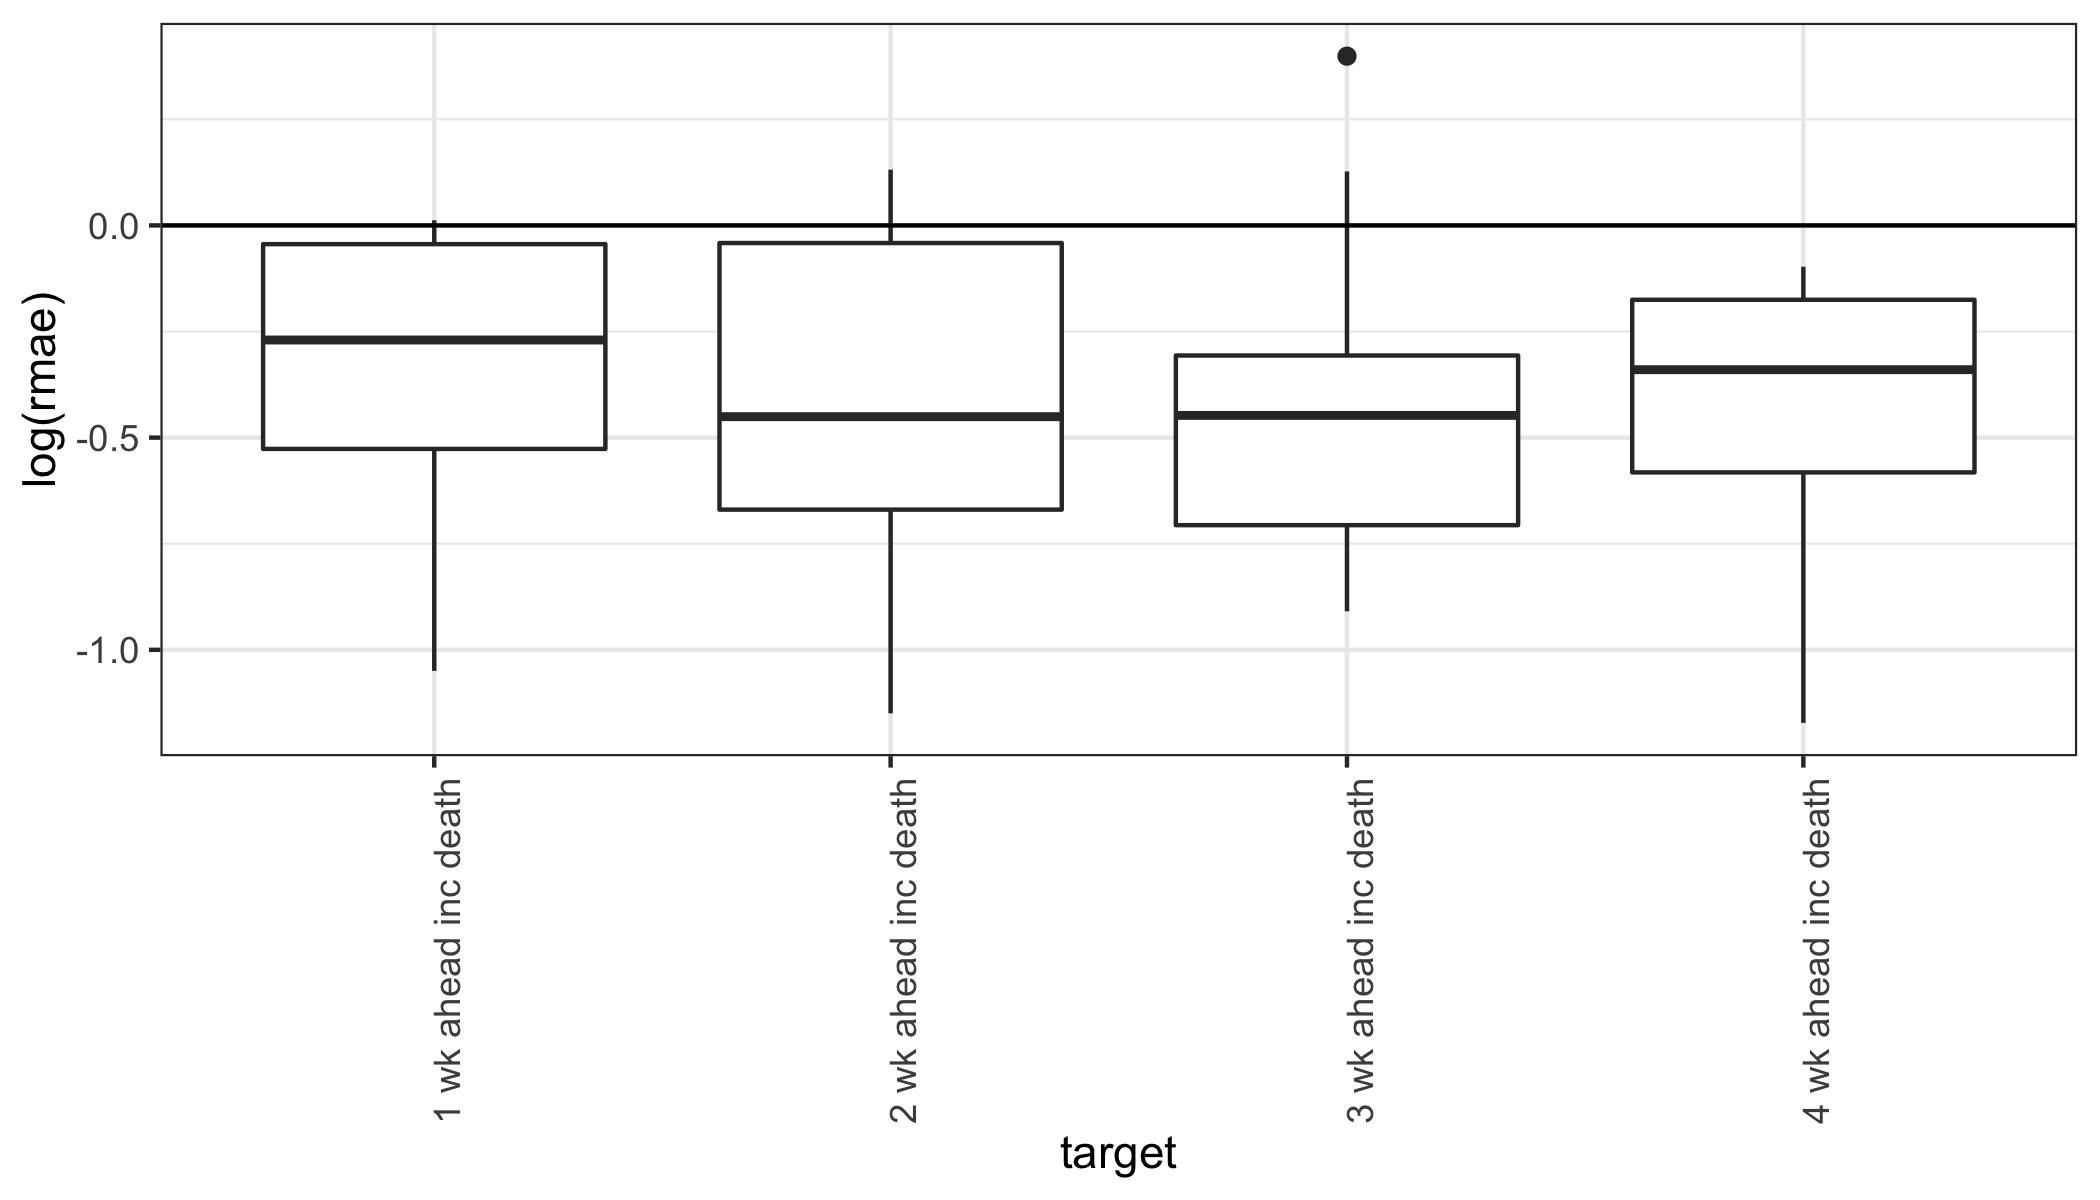 log(rmae)
0.0
-0.5
-1.0
1 wk ahead inc death
2 wk ahead inc death
3 wk ahead inc death
4 wk ahead inc death
target